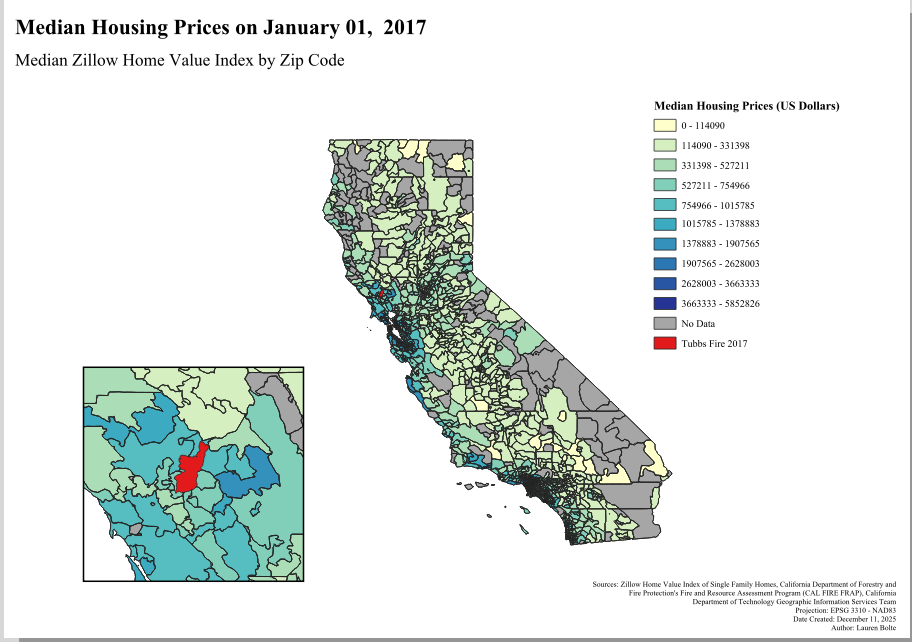 Median Housing Prices on January 01,  2017
Median Zillow Home Value Index by Zip Code
Median Housing Prices (US Dollars)
0 - 114090
114090 - 331398
331398 - 527211
527211 - 754966
754966 - 1015785
1015785 - 1378883
1378883 - 1907565
1907565 - 2628003
2628003 - 3663333
3663333 - 5852826
No Data
Tubbs Fire 2017
Sources: Zillow Home Value Index of Single Family Homes, California Department of Forestry and
Fire Protection's Fire and Resource Assessment Program (CAL FIRE FRAP), California
Department of Technology Geographic Information Services Team
Projection: EPSG 3310 - NAD83
Date Created: December 11, 2025
Author: Lauren Bolte